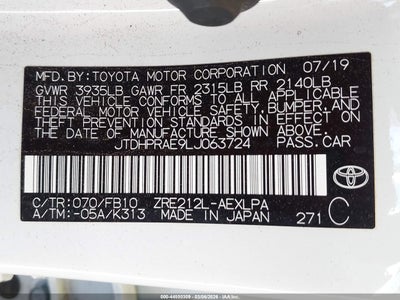 MFD. BY: TOYOTA MOTOR CORPORATION 07/19
GVWR 3935LB GAWR FR 2315LB RR 2140LB
THIS VEHICLE CONFORMS TO ALL APPLICABLE
FEDERAL MOTOR VEHICLE SAFETY, BUMPER, AND
THEFT PREVENTION STANDARDS IN EFFECT ON THE
DATE OF MANUFACTURE SHOWN ABOVE.
JTDHPRAE9LJ063724 PASS. CAR
C/TR: 070/FB10 ZRE212L-AEXLPA
A/TM: -05A/K313 MADE IN JAPAN 271 C
TOYOTA